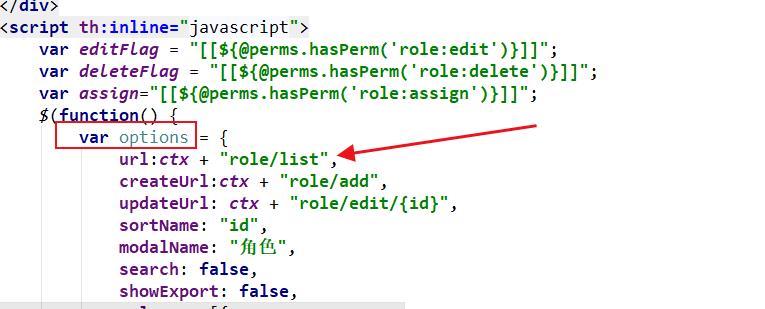 </div>
<script th:inline="javascript">
var editFlag = "[[${@perms.hasPerm('role:edit')}]]";
var deleteFlag = "[[${@perms.hasPerm('role:delete')}]]";
var assign="[[${@perms.hasPerm('role:assign')}]]";
$(function() {
var options = {
url:ctx + "role/list",
createUrl:ctx + "role/add",
updateUrl: ctx + "role/edit/{id}",
sortName: "id",
modalName: "角色",
search: false,
showExport: false,